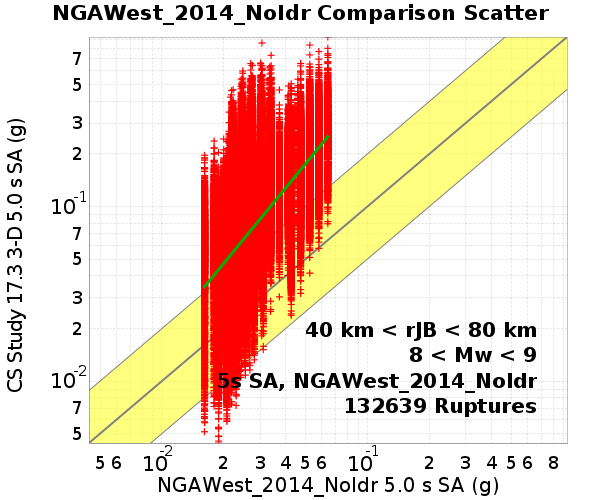 NGAWest_2014_NoIdr Comparison Scatter
CS Study 17.3 3-D 5.0 s SA (g)
7
5
3
2
10^-1
7
5
3
2
10^-2
7
5
40 km < rJB < 80 km
8 < Mw < 9
5s SA, NGAWest_2014_NoIdr
132639 Ruptures
5 6 10^-2 2 3 4 5 6 10^-1 2 3 4 5 6 8
NGAWest_2014_NoIdr 5.0 s SA (g)